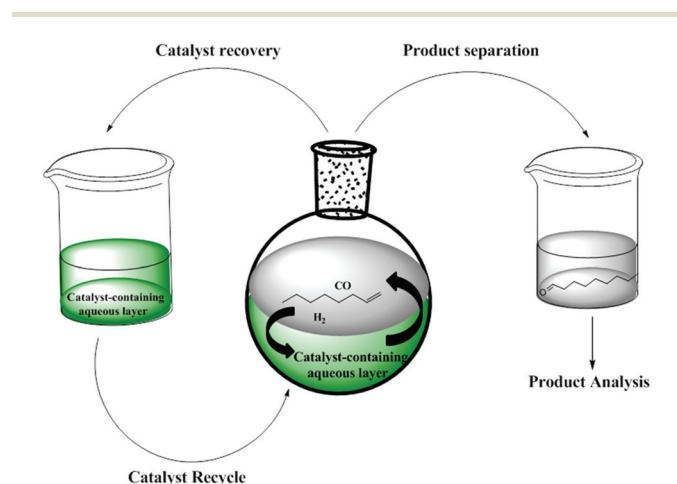 Catalyst recovery
Product separation
Catalyst-containing
aqueous layer
CO
H2
Catalyst-containing
aqueous layer
O
Product Analysis
Catalyst Recycle